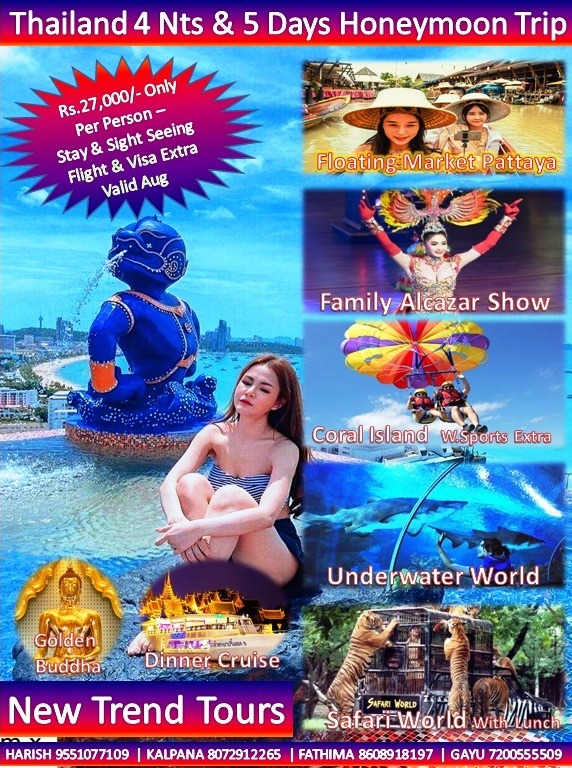 Thailand 4 Nts & 5 Days Honeymoon Trip
Rs.27,000/- Only
Per Person –
Stay & Sight Seeing
Flight & Visa Extra
Valid Aug
Floating Market Pattaya
Family Alcazar Show
Coral Island W.Sports Extra
Underwater World
Golden
Buddha
Dinner Cruise
SAFARI WORLD
Safari World With Lunch
New Trend Tours
HARISH 9551077109 | KALPANA 8072912265 | FATHIMA 8608918197 | GAYU 7200555509